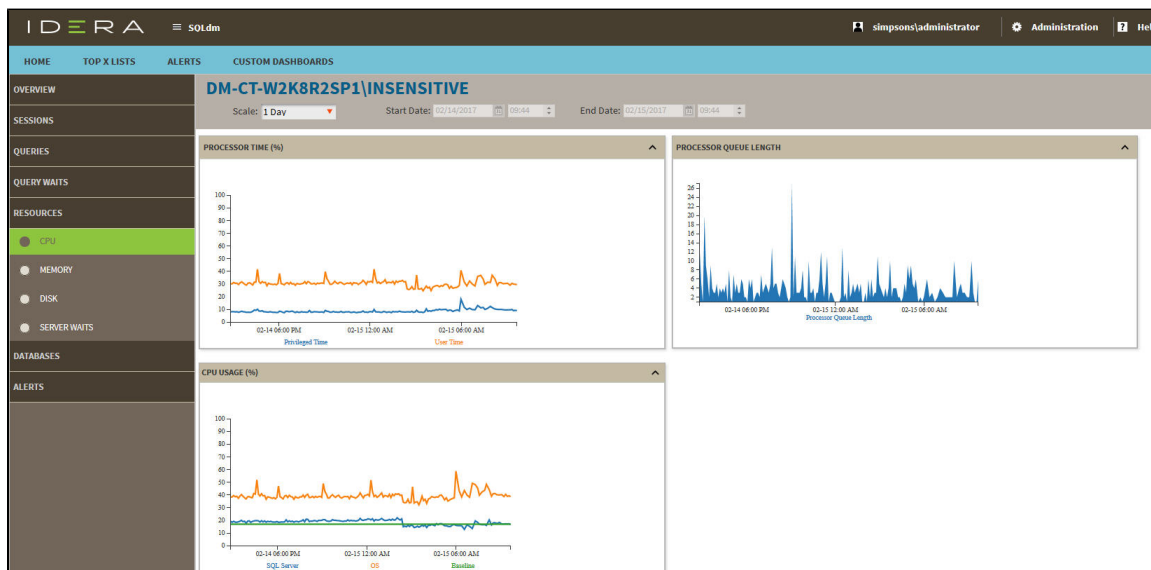 IDERA
SQLdm
simpsons\administrator
Administration
?
Hel
HOME
TOP X LISTS
ALERTS
CUSTOM DASHBOARDS
OVERVIEW
SESSIONS
QUERIES
QUERY WAITS
RESOURCES
CPU
MEMORY
DISK
SERVER WAITS
DATABASES
ALERTS
DM-CT-W2K8R2SP1\INSENSITIVE
Scale: 1 Day
Start Date: 02/14/2017 09:44
End Date: 02/15/2017 09:44
PROCESSOR TIME (%)
100
90
80
70
60
50
40
30
20
10
0
02-14 06:00 PM
02-15 12:00 AM
02-15 06:00 AM
Privileged Time
User Time
PROCESSOR QUEUE LENGTH
26
24
22
20
18
16
14
12
10
8
6
4
2
02-14 06:00 PM
02-15 12:00 AM
02-15 06:00 AM
Processor Queue Length
CPU USAGE (%)
100
90
80
70
60
50
40
30
20
10
0
02-14 06:00 PM
02-15 12:00 AM
02-15 06:00 AM
SQL Server
OS
Baseline